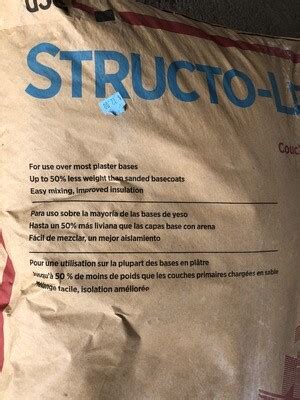 STRUCTO-L
Couc
For use over most plaster bases
Up to 50% less weight than sanded basecoats
Easy mixing, improved insulation
Para uso sobre la mayoría de las bases de yeso
Hasta un 50% más liviana que las capas base con arena
Fácil de mezclar, un mejor aislamiento
Pour une utilisation sur la plupart des bases en plâtre
Jusqu'à 50 % de moins de poids que les couches primaires chargées en sable
facile, isolation améliorée